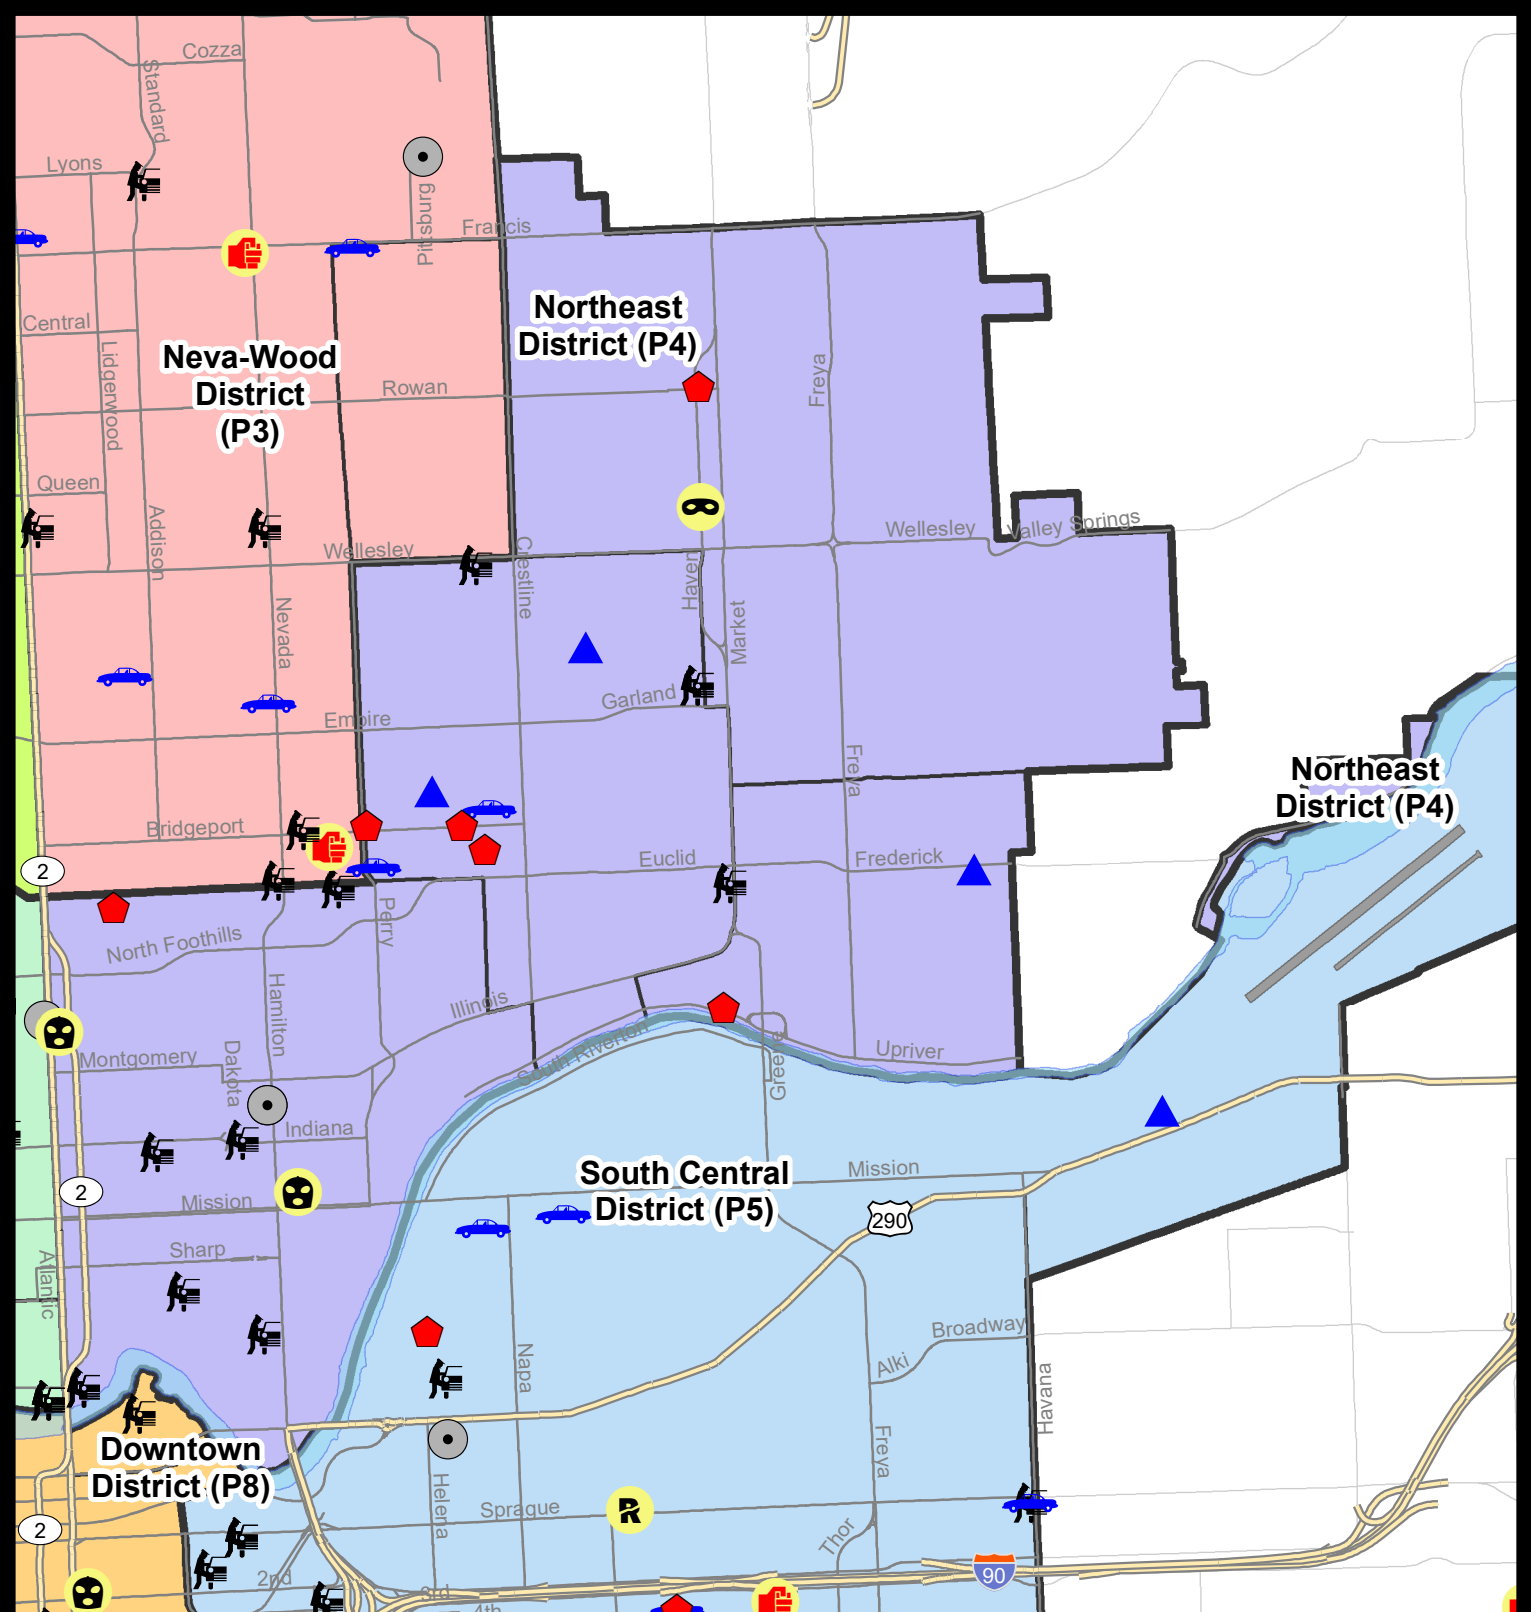 Cozza
Standard
Lyons
Pittsburg
Francis
Northeast
District (P4)
Central
Lidgerwood
Neva-Wood
District
(P3)
Rowan
Freya
Queen
Addison
Wellesley
Crestline
Wellesley
Valley Springs
Haven
Nevada
Market
Garland
Empire
Freya
Northeast
District (P4)
Bridgeport
Euclid
Frederick
2
Perry
North Foothills
Hamilton
Illinois
South Riverton
Montgomery
Dakota
Greene
Upriver
Indiana
Mission
South Central
District (P5)
Mission
2
290
Sharp
Atlantic
Napa
Broadway
Alki
Havana
Downtown
District (P8)
Freya
Helena
Sprague
2
Thor
90
2nd
3rd
4th
R